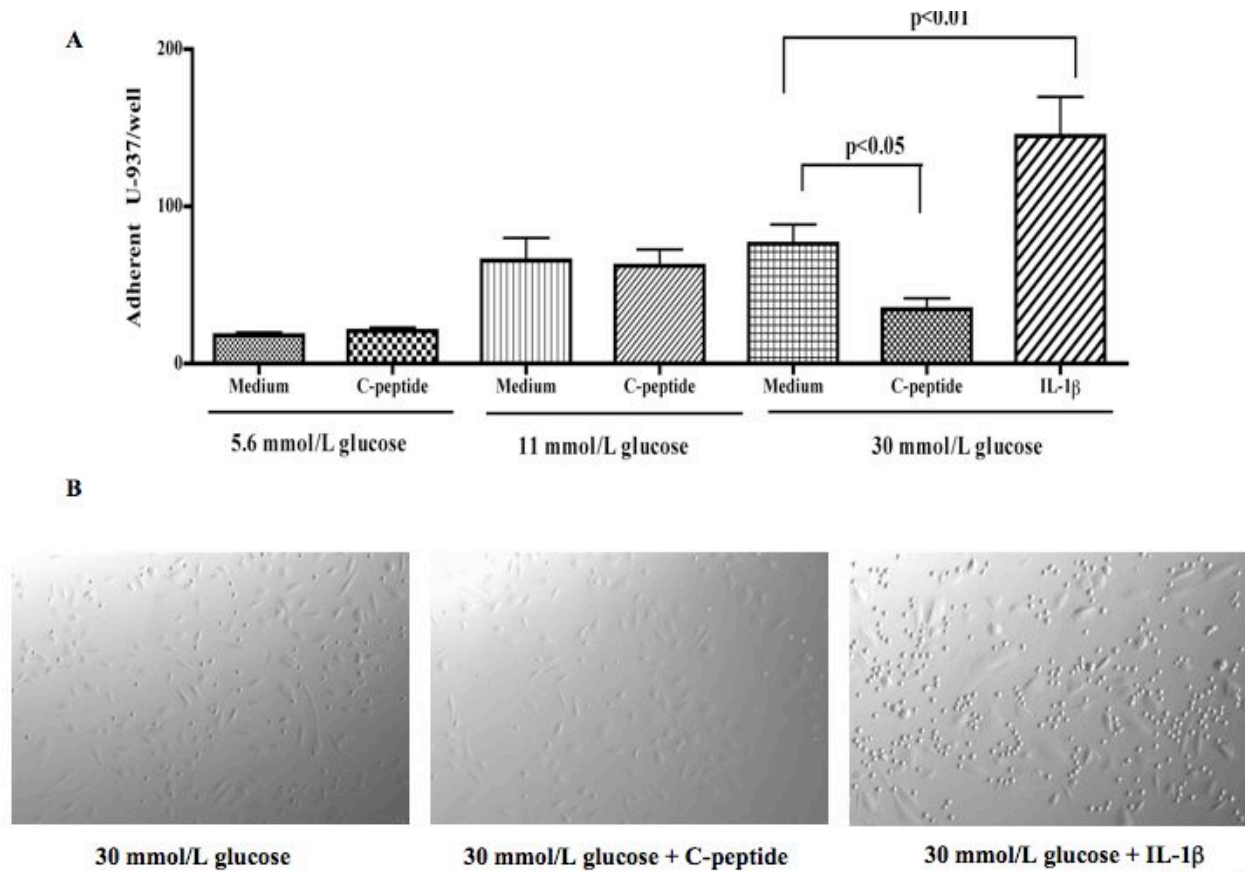 A
p<0.01
200
p<0.05
Adherent U-937/well
100
0
Medium
C-peptide
Medium
C-peptide
Medium
C-peptide
IL-1β
5.6 mmol/L glucose
11 mmol/L glucose
30 mmol/L glucose
B
30 mmol/L glucose
30 mmol/L glucose + C-peptide
30 mmol/L glucose + IL-1β